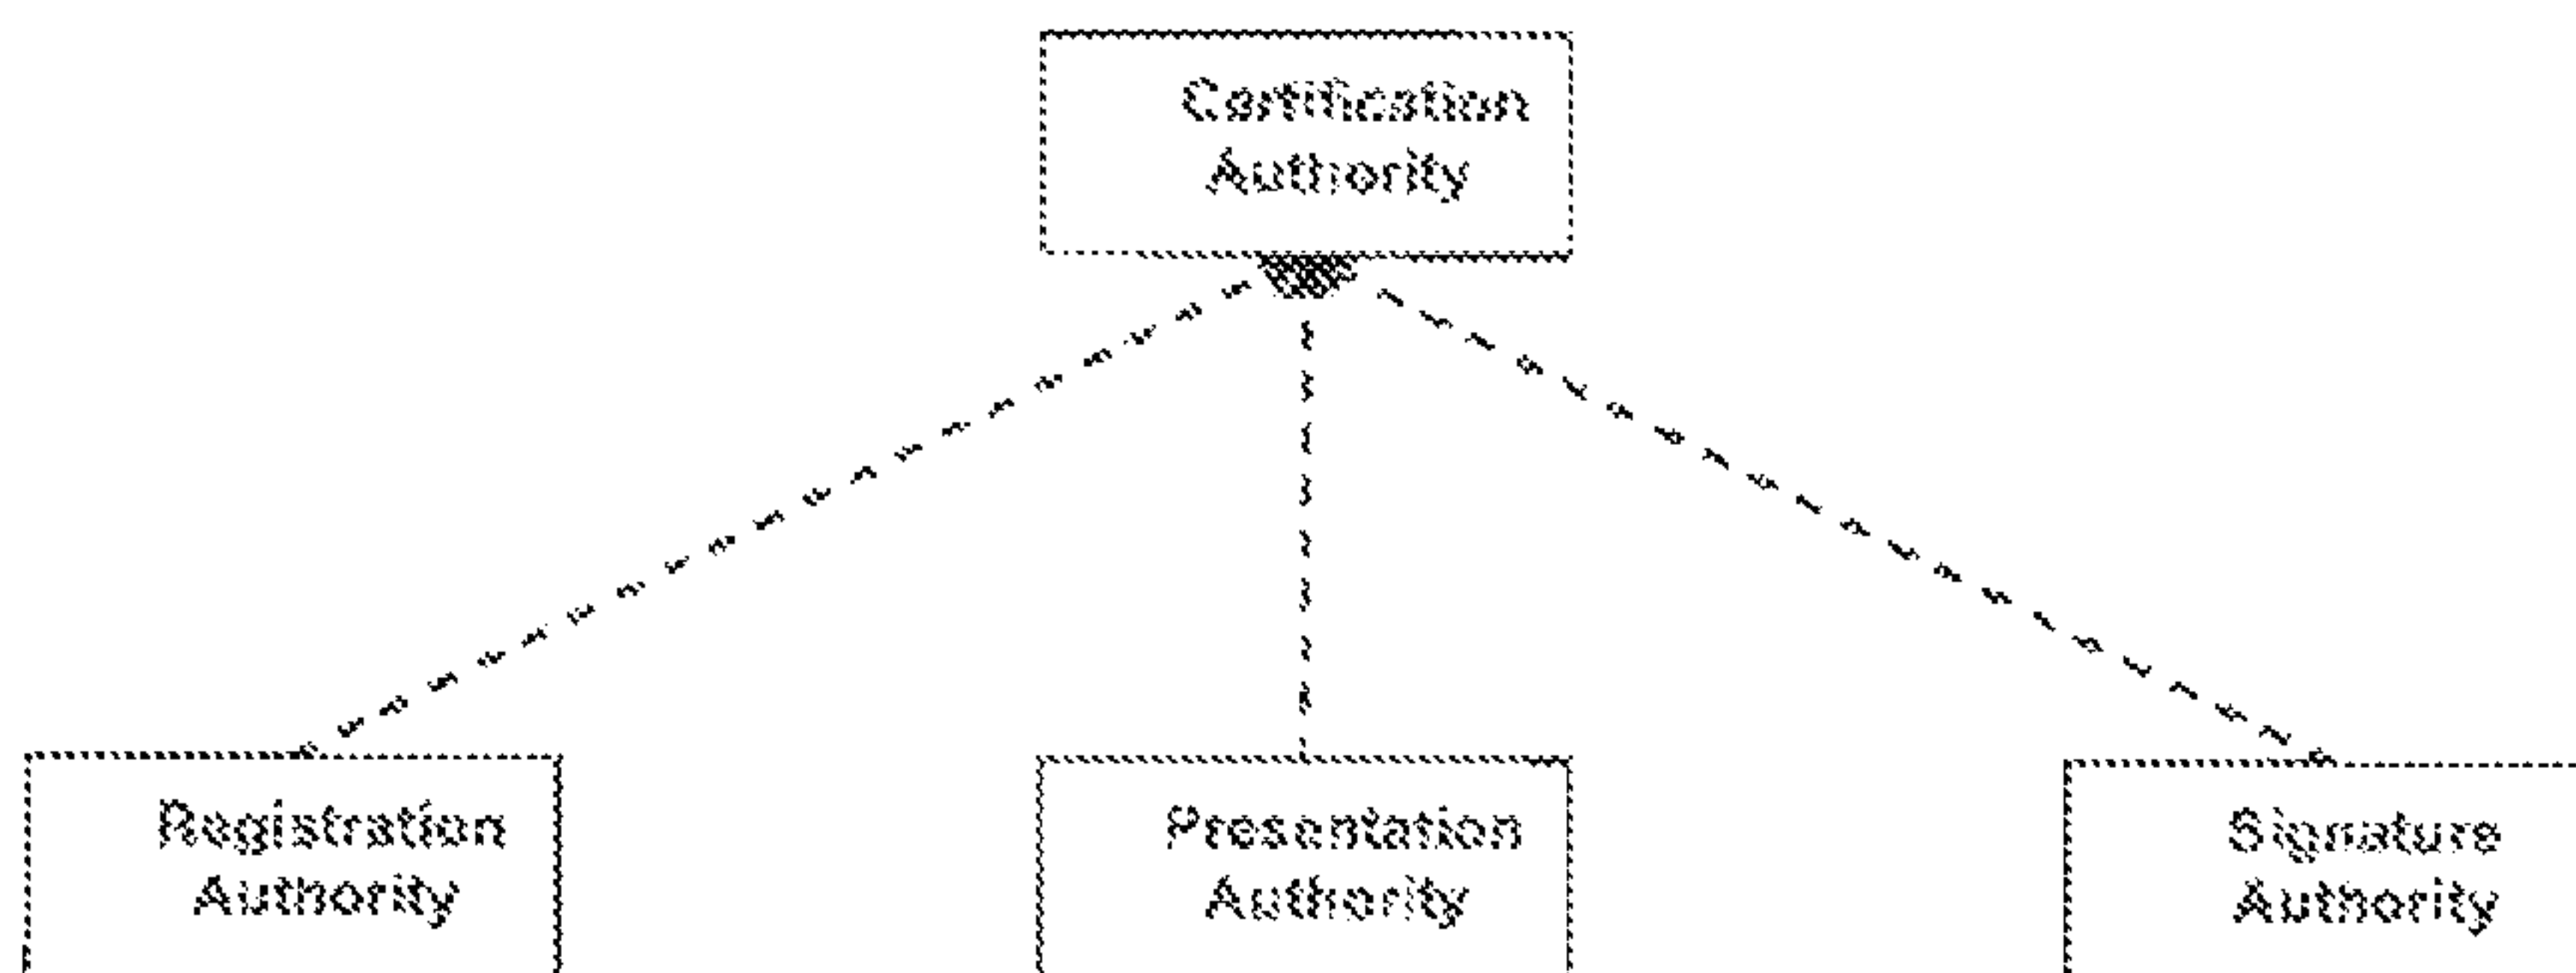 Certification
Authority
Registration
Authority
Presentation
Authority
Signature
Authority